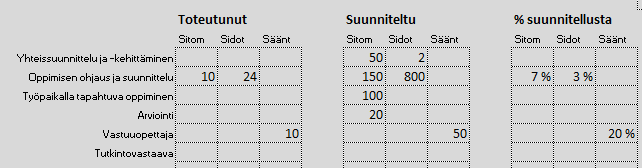 Toteutunut Suunniteltu % suunnitellusta
Sitom Sidot Säänt Sitom Sidot Säänt Sitom Sidot Säänt
Yhteissuunnittelu ja -kehittäminen 50 2
Oppimisen ohjaus ja suunnittelu 10 24 150 800 7 % 3 %
Työpaikalla tapahtuva oppiminen 100
Arviointi 20
Vastuuopettaja 10 50 20 %
Tutkintovastaava